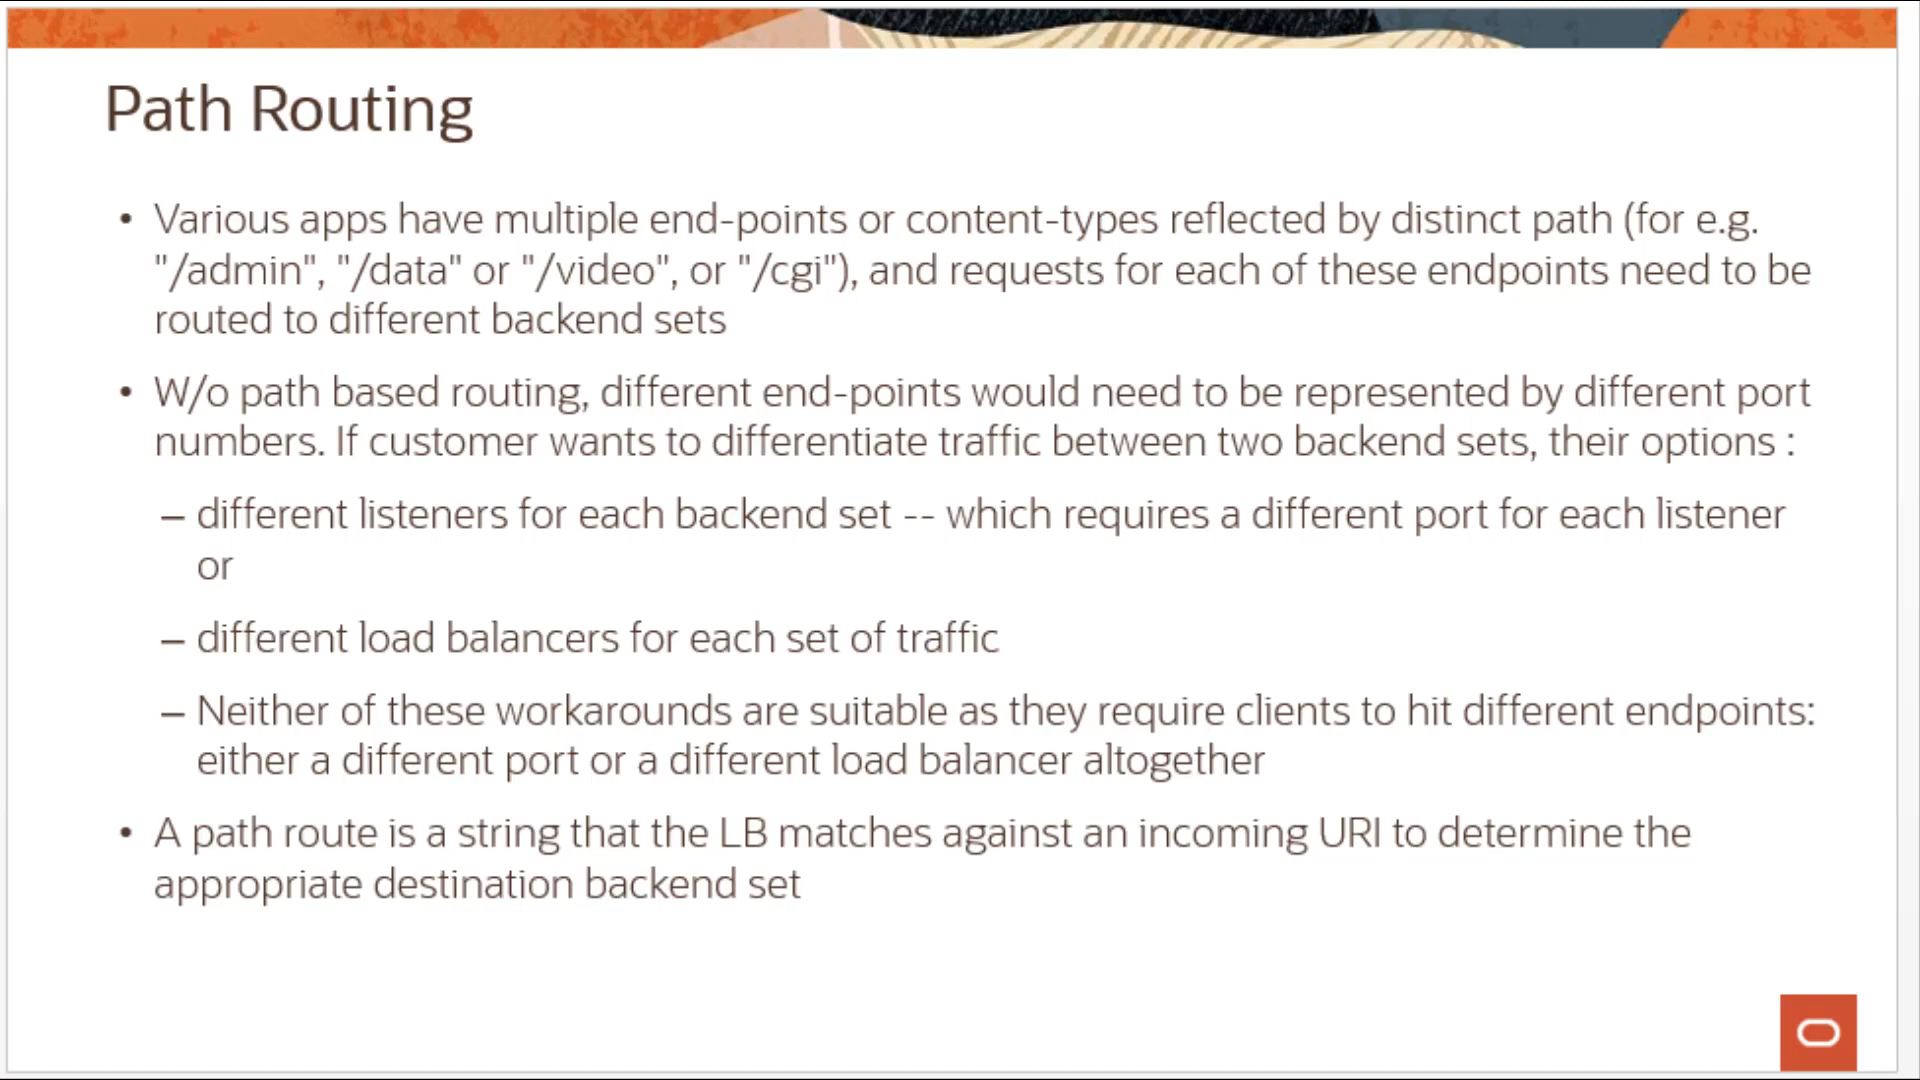 Path Routing
• Various apps have multiple end-points or content-types reflected by distinct path (for e.g.
"/admin", "/data" or "/video", or "/cgi"), and requests for each of these endpoints need to be
routed to different backend sets
• W/o path based routing, different end-points would need to be represented by different port
numbers. If customer wants to differentiate traffic between two backend sets, their options :
– different listeners for each backend set -- which requires a different port for each listener
or
– different load balancers for each set of traffic
– Neither of these workarounds are suitable as they require clients to hit different endpoints:
either a different port or a different load balancer altogether
• A path route is a string that the LB matches against an incoming URI to determine the
appropriate destination backend set